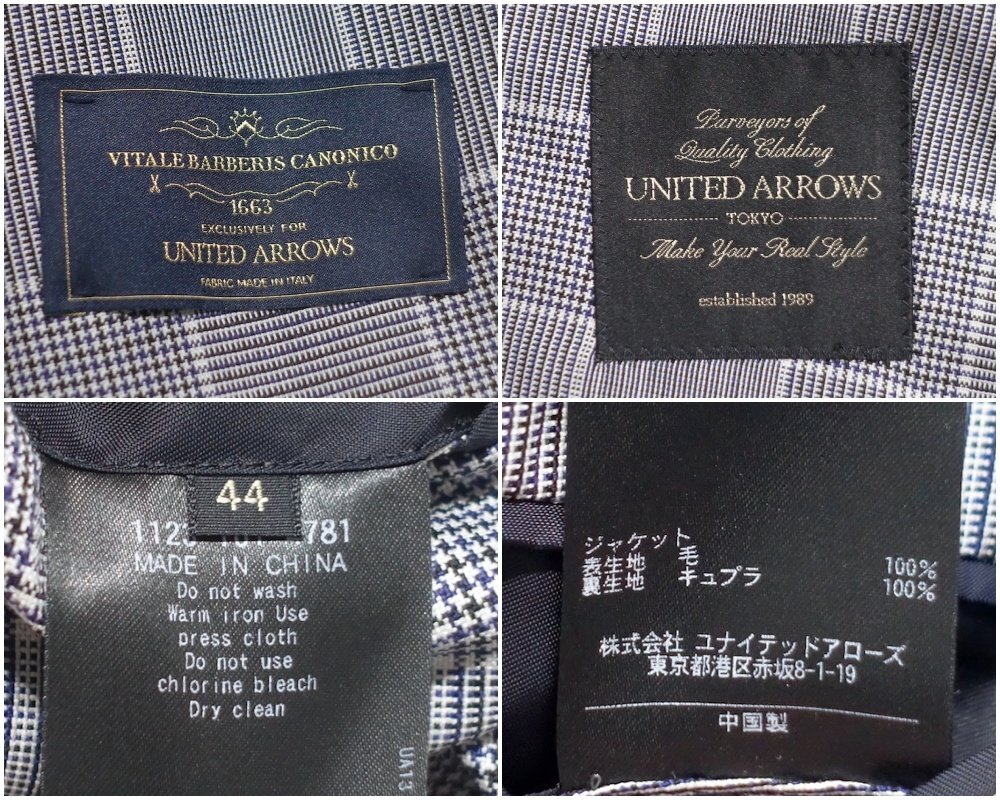 VITALE BARBERIS CANONICO
1663
EXCLUSIVELY FOR
UNITED ARROWS
FABRIC MADE IN ITALY
Purveyors of
Quality Clothing
UNITED ARROWS
TOKYO
Make Your Real Style
established 1989
44
781
MADE IN CHINA
Do not wash
Warm iron Use
press cloth
Do not use
chlorine bleach
Dry clean
UA13
ジャケット
表生地 毛 100%
裏生地 キュプラ 100%
株式会社 ユナイテッドアローズ
東京都港区赤坂8-1-19
中国製